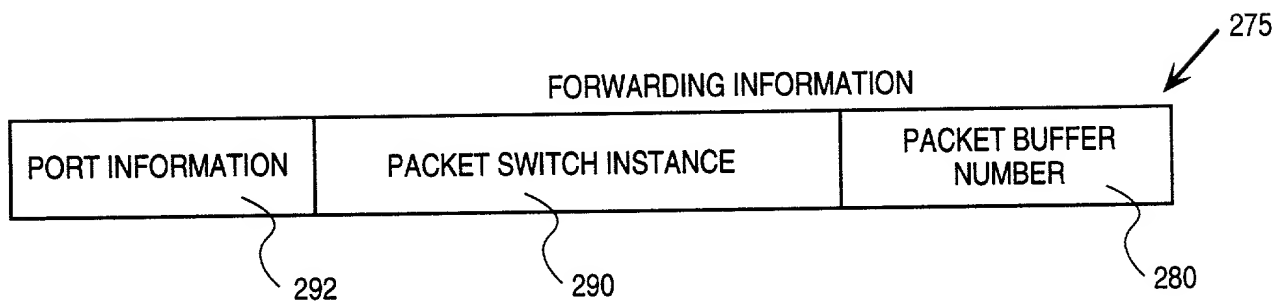 275
FORWARDING INFORMATION
PORT INFORMATION
PACKET SWITCH INSTANCE
PACKET BUFFER
NUMBER
292
290
280